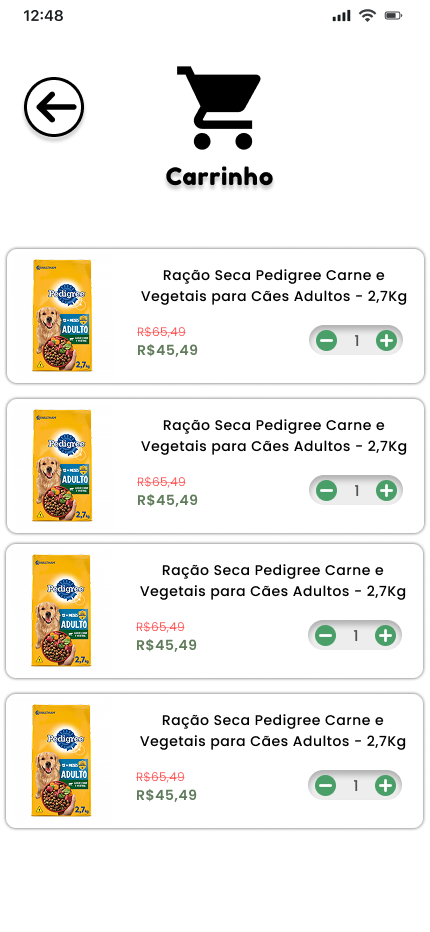 12:48
Carrinho
Pedigree
ADULTO
2,7kg
Ração Seca Pedigree Carne e
Vegetais para Cães Adultos - 2,7Kg
R$65,49
R$45,49
1
Pedigree
ADULTO
2,7kg
Ração Seca Pedigree Carne e
Vegetais para Cães Adultos - 2,7Kg
R$65,49
R$45,49
1
Pedigree
ADULTO
2,7kg
Ração Seca Pedigree Carne e
Vegetais para Cães Adultos - 2,7Kg
R$65,49
R$45,49
1
Pedigree
ADULTO
2,7kg
Ração Seca Pedigree Carne e
Vegetais para Cães Adultos - 2,7Kg
R$65,49
R$45,49
1